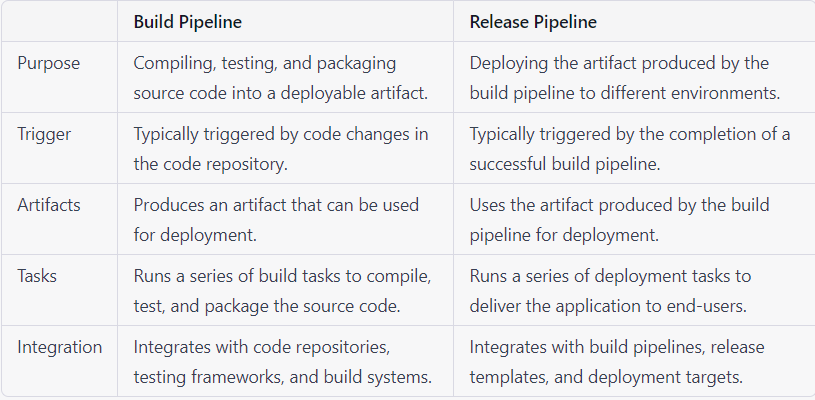 Build Pipeline Release Pipeline
Purpose Compiling, testing, and packaging Deploying the artifact produced by the
source code into a deployable artifact. build pipeline to different environments.
Trigger Typically triggered by code changes in Typically triggered by the completion of a
the code repository. successful build pipeline.
Artifacts Produces an artifact that can be used Uses the artifact produced by the build
for deployment. pipeline for deployment.
Tasks Runs a series of build tasks to compile, Runs a series of deployment tasks to
test, and package the source code. deliver the application to end-users.
Integration Integrates with code repositories, Integrates with build pipelines, release
testing frameworks, and build systems. templates, and deployment targets.